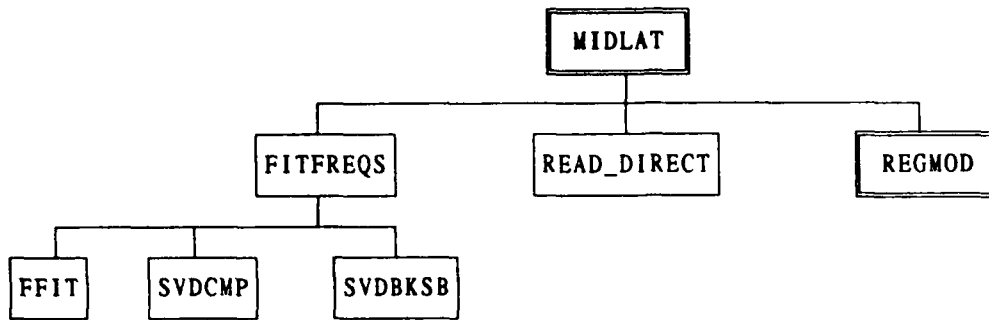 MIDLAT
FITFREQS
READ_DIRECT
REGMOD
FFIT
SVDCMP
SVDBKSB